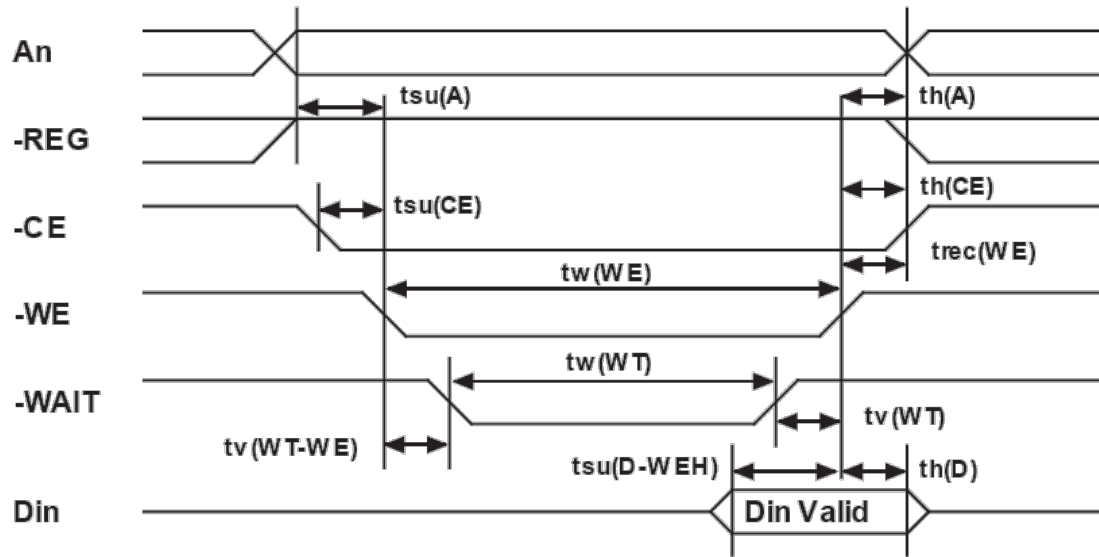 An
tsu(A)
th(A)
-REG
th(CE)
tsu(CE)
-CE
trec(WE)
tw(WE)
-WE
tw(WT)
-WAIT
tv(WT)
tv(WT-WE)
tsu(D-WEH)
th(D)
Din
Din Valid